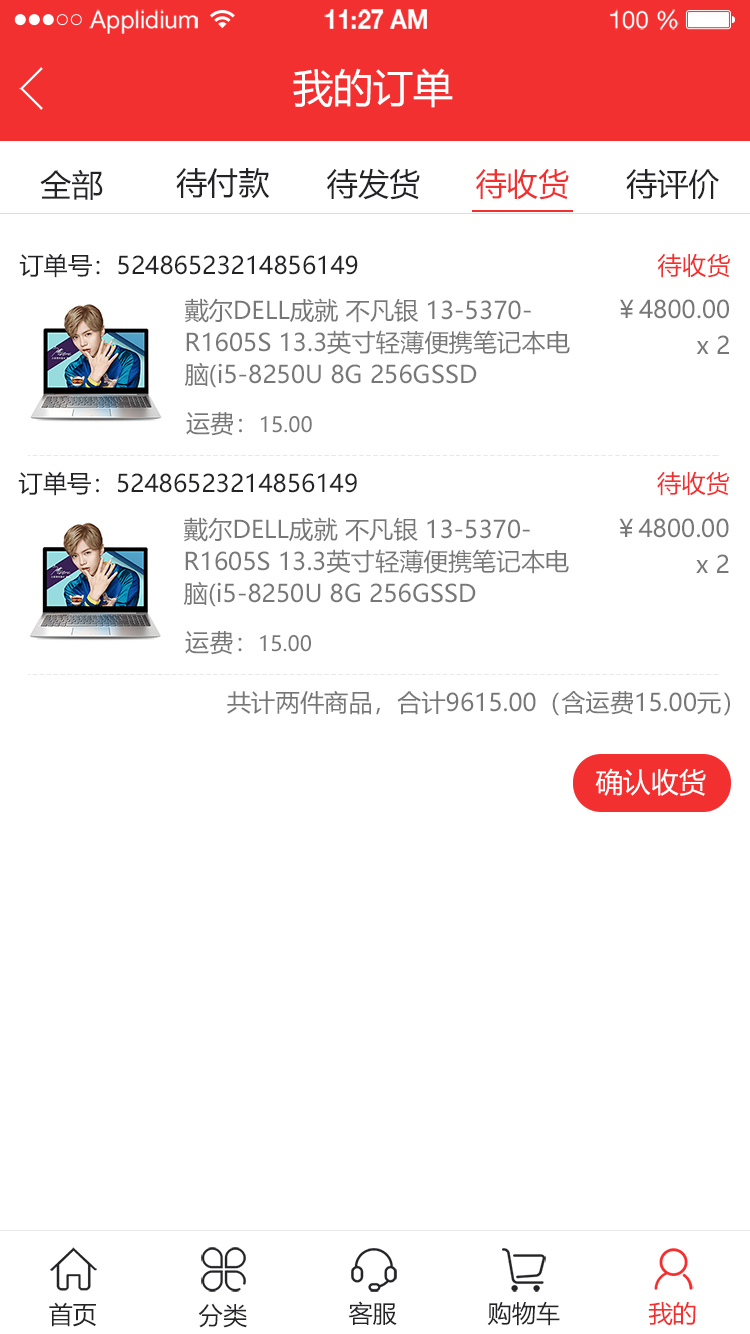 Applidium 11:27 AM 100 %
我的订单
全部 待付款 待发货 待收货 待评价
订单号：52486523214856149 待收货
戴尔DELL成就 不凡银 13-5370- ￥4800.00
R1605S 13.3英寸轻薄便携笔记本电 x 2
脑(i5-8250U 8G 256GSSD
运费：15.00
订单号：52486523214856149 待收货
戴尔DELL成就 不凡银 13-5370- ￥4800.00
R1605S 13.3英寸轻薄便携笔记本电 x 2
脑(i5-8250U 8G 256GSSD
运费：15.00
共计两件商品，合计9615.00（含运费15.00元）
确认收货
首页 分类 客服 购物车 我的